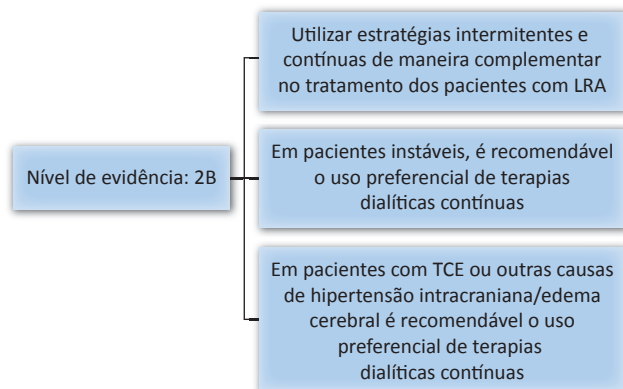 Utilizar estratégias intermitentes e
contínuas de maneira complementar
no tratamento dos pacientes com LRA
Nível de evidência: 2B
Em pacientes instáveis, é recomendável
o uso preferencial de terapias
dialíticas contínuas
Em pacientes com TCE ou outras causas
de hipertensão intracraniana/edema
cerebral é recomendável o uso
preferencial de terapias
dialíticas contínuas